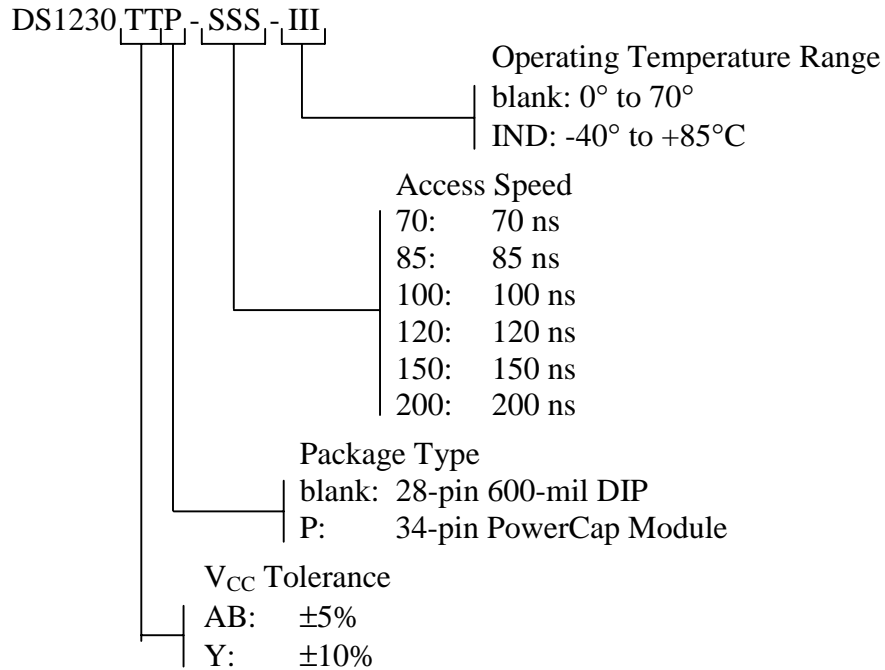 DS1230 TTP - SSS - III
Operating Temperature Range
blank: 0° to 70°
IND: -40° to +85°C
Access Speed
70: 70 ns
85: 85 ns
100: 100 ns
120: 120 ns
150: 150 ns
200: 200 ns
Package Type
blank: 28-pin 600-mil DIP
P: 34-pin PowerCap Module
VCC Tolerance
AB: ±5%
Y: ±10%